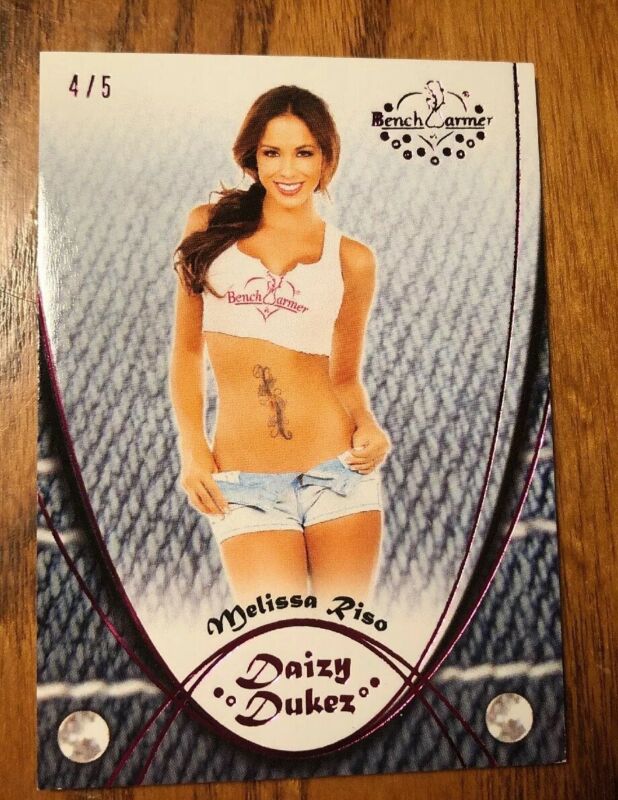 4/5
BenchWarmer
BenchWarmer
Melissa Riso
Daizy
Dukez